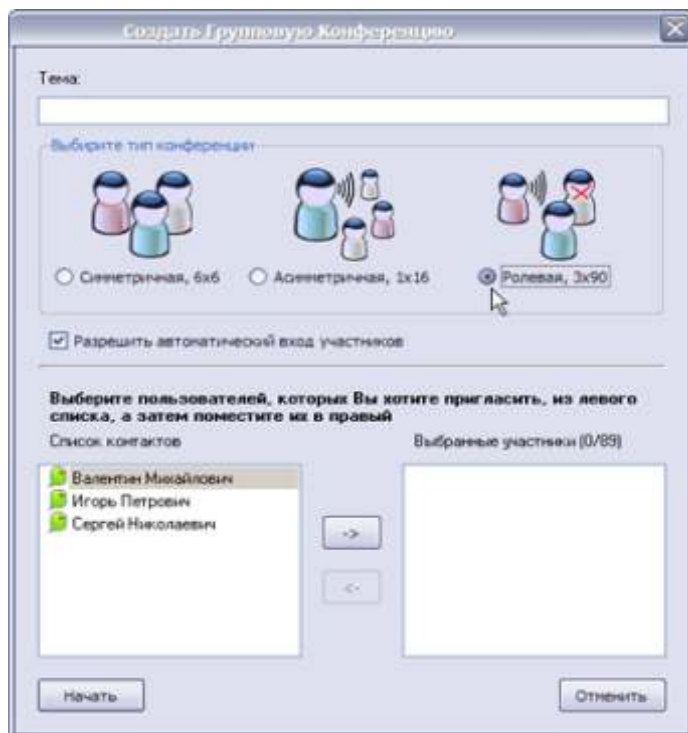 Создать Групповую Конференцию
Тема:
Выбирите тип конференции
Симметричная, 6x6
Асимметричная, 1x16
Ролевая, 3x90
Разрешить автоматический вход участников
Выберите пользователей, которых Вы хотите пригласить, из левого
списка, а затем поместите их в правый
Список контактов
Выбранные участники (0/89)
Валентин Михайлович
Игорь Петрович
Сергей Николаевич
->
<-
Начать
Отменить